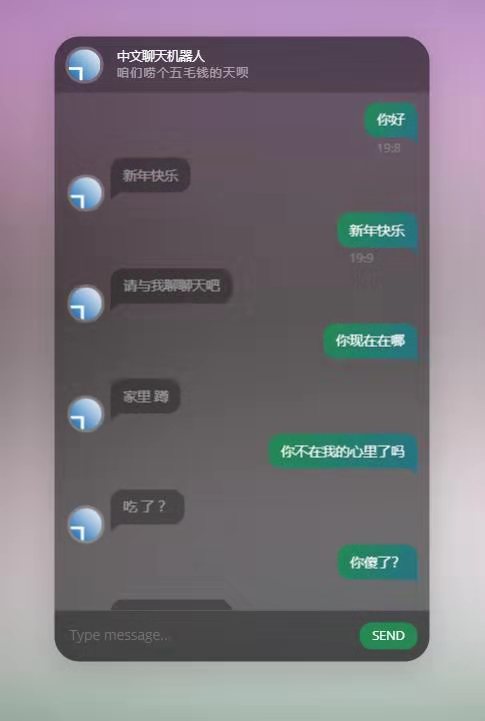 中文聊天机器人
咱们唠个五毛钱的天呗
你好
19:8
新年快乐
新年快乐
19:9
请与我聊聊天吧
你现在在哪
家里 蹲
你不在我的心里了吗
吃 了 ?
你傻了?
Type message...
SEND